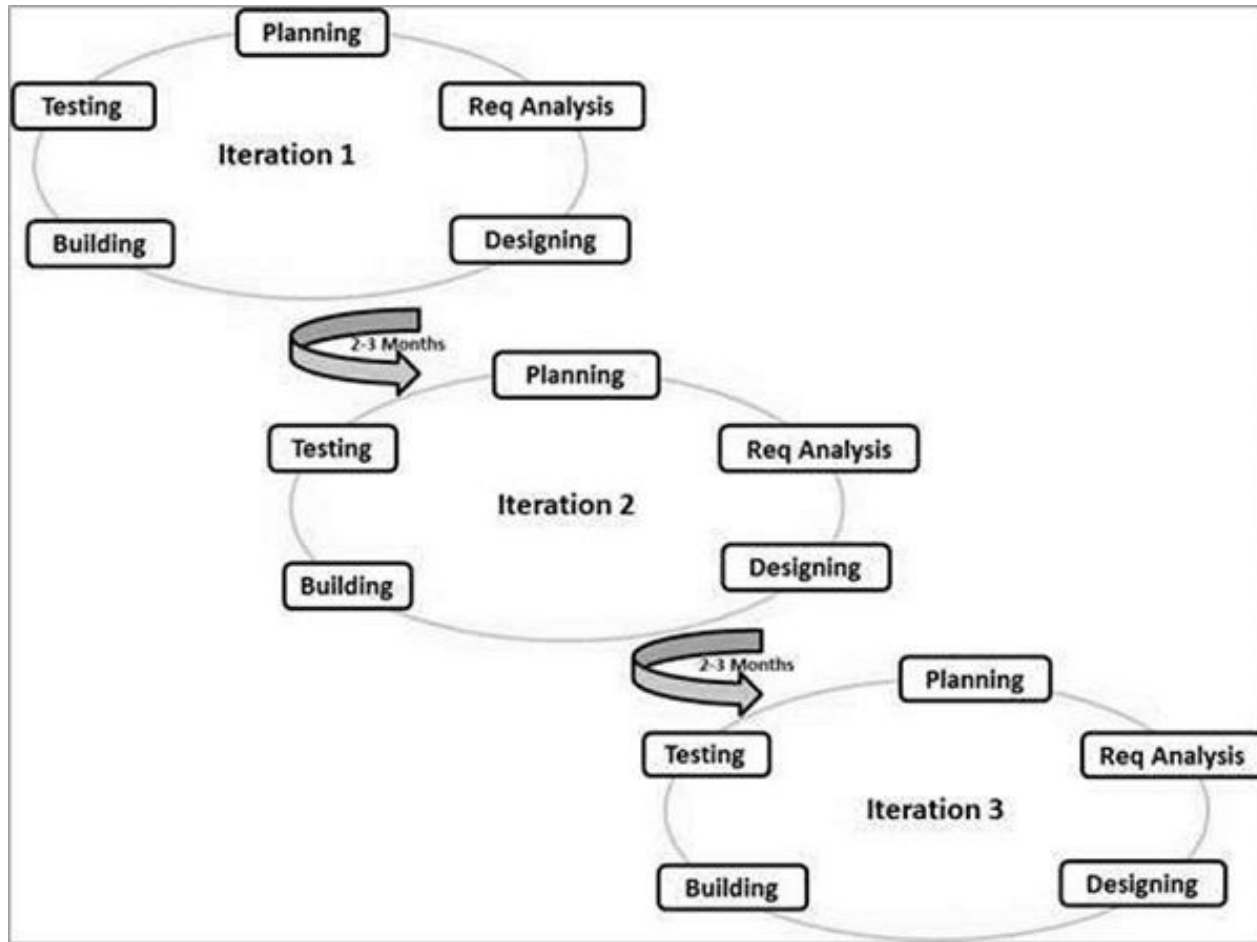 Planning
Testing
Req Analysis
Iteration 1
Building
Designing
2-3 Months
Planning
Testing
Req Analysis
Iteration 2
Building
Designing
2-3 Months
Planning
Testing
Req Analysis
Iteration 3
Building
Designing